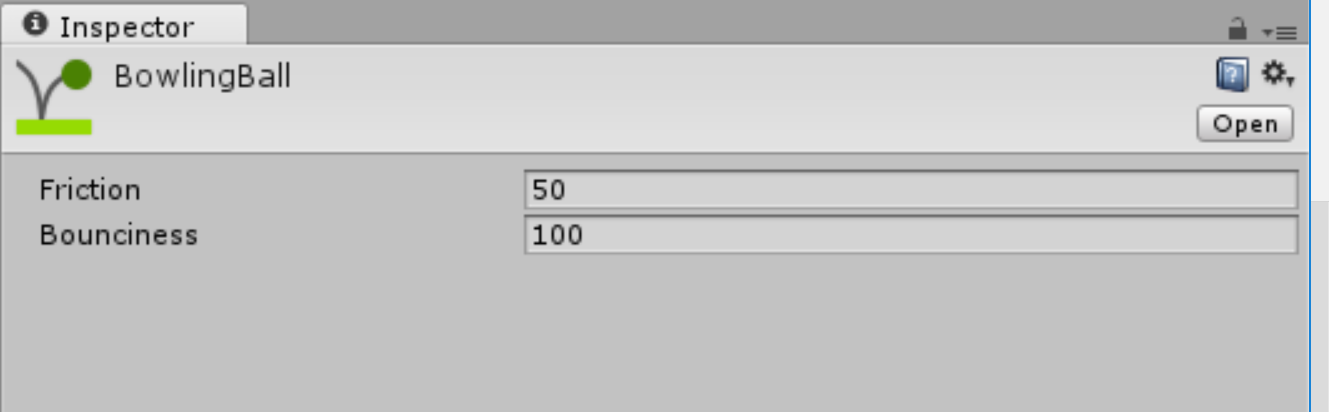 Inspector
BowlingBall
Open
Friction 50
Bounciness 100